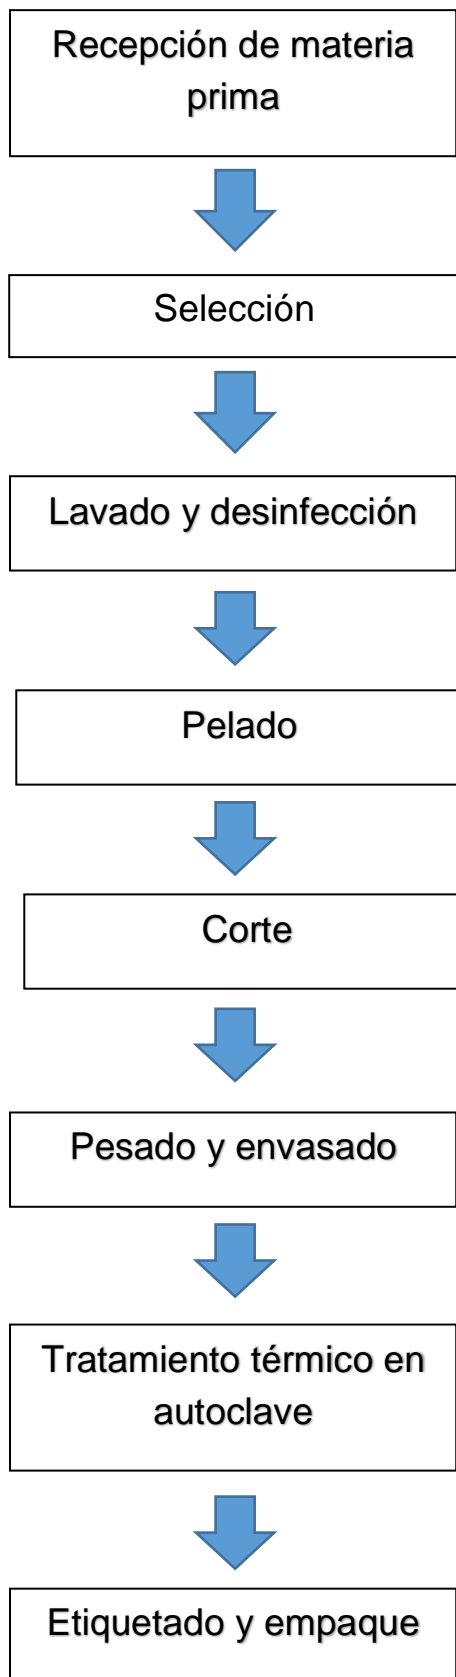 Recepción de materia
prima
Selección
Lavado y desinfección
Pelado
Corte
Pesado y envasado
Tratamiento térmico en
autoclave
Etiquetado y empaque